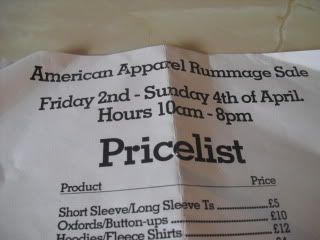 American Apparel Rummage Sale
Friday 2nd - Sunday 4th of April.
Hours 10am - 8pm
Pricelist
Product Price
Short Sleeve/Long Sleeve Ts ............... £5
Oxfords/Button-ups ............................ £10
Hoodies/Fleece Shirts ........................ £12